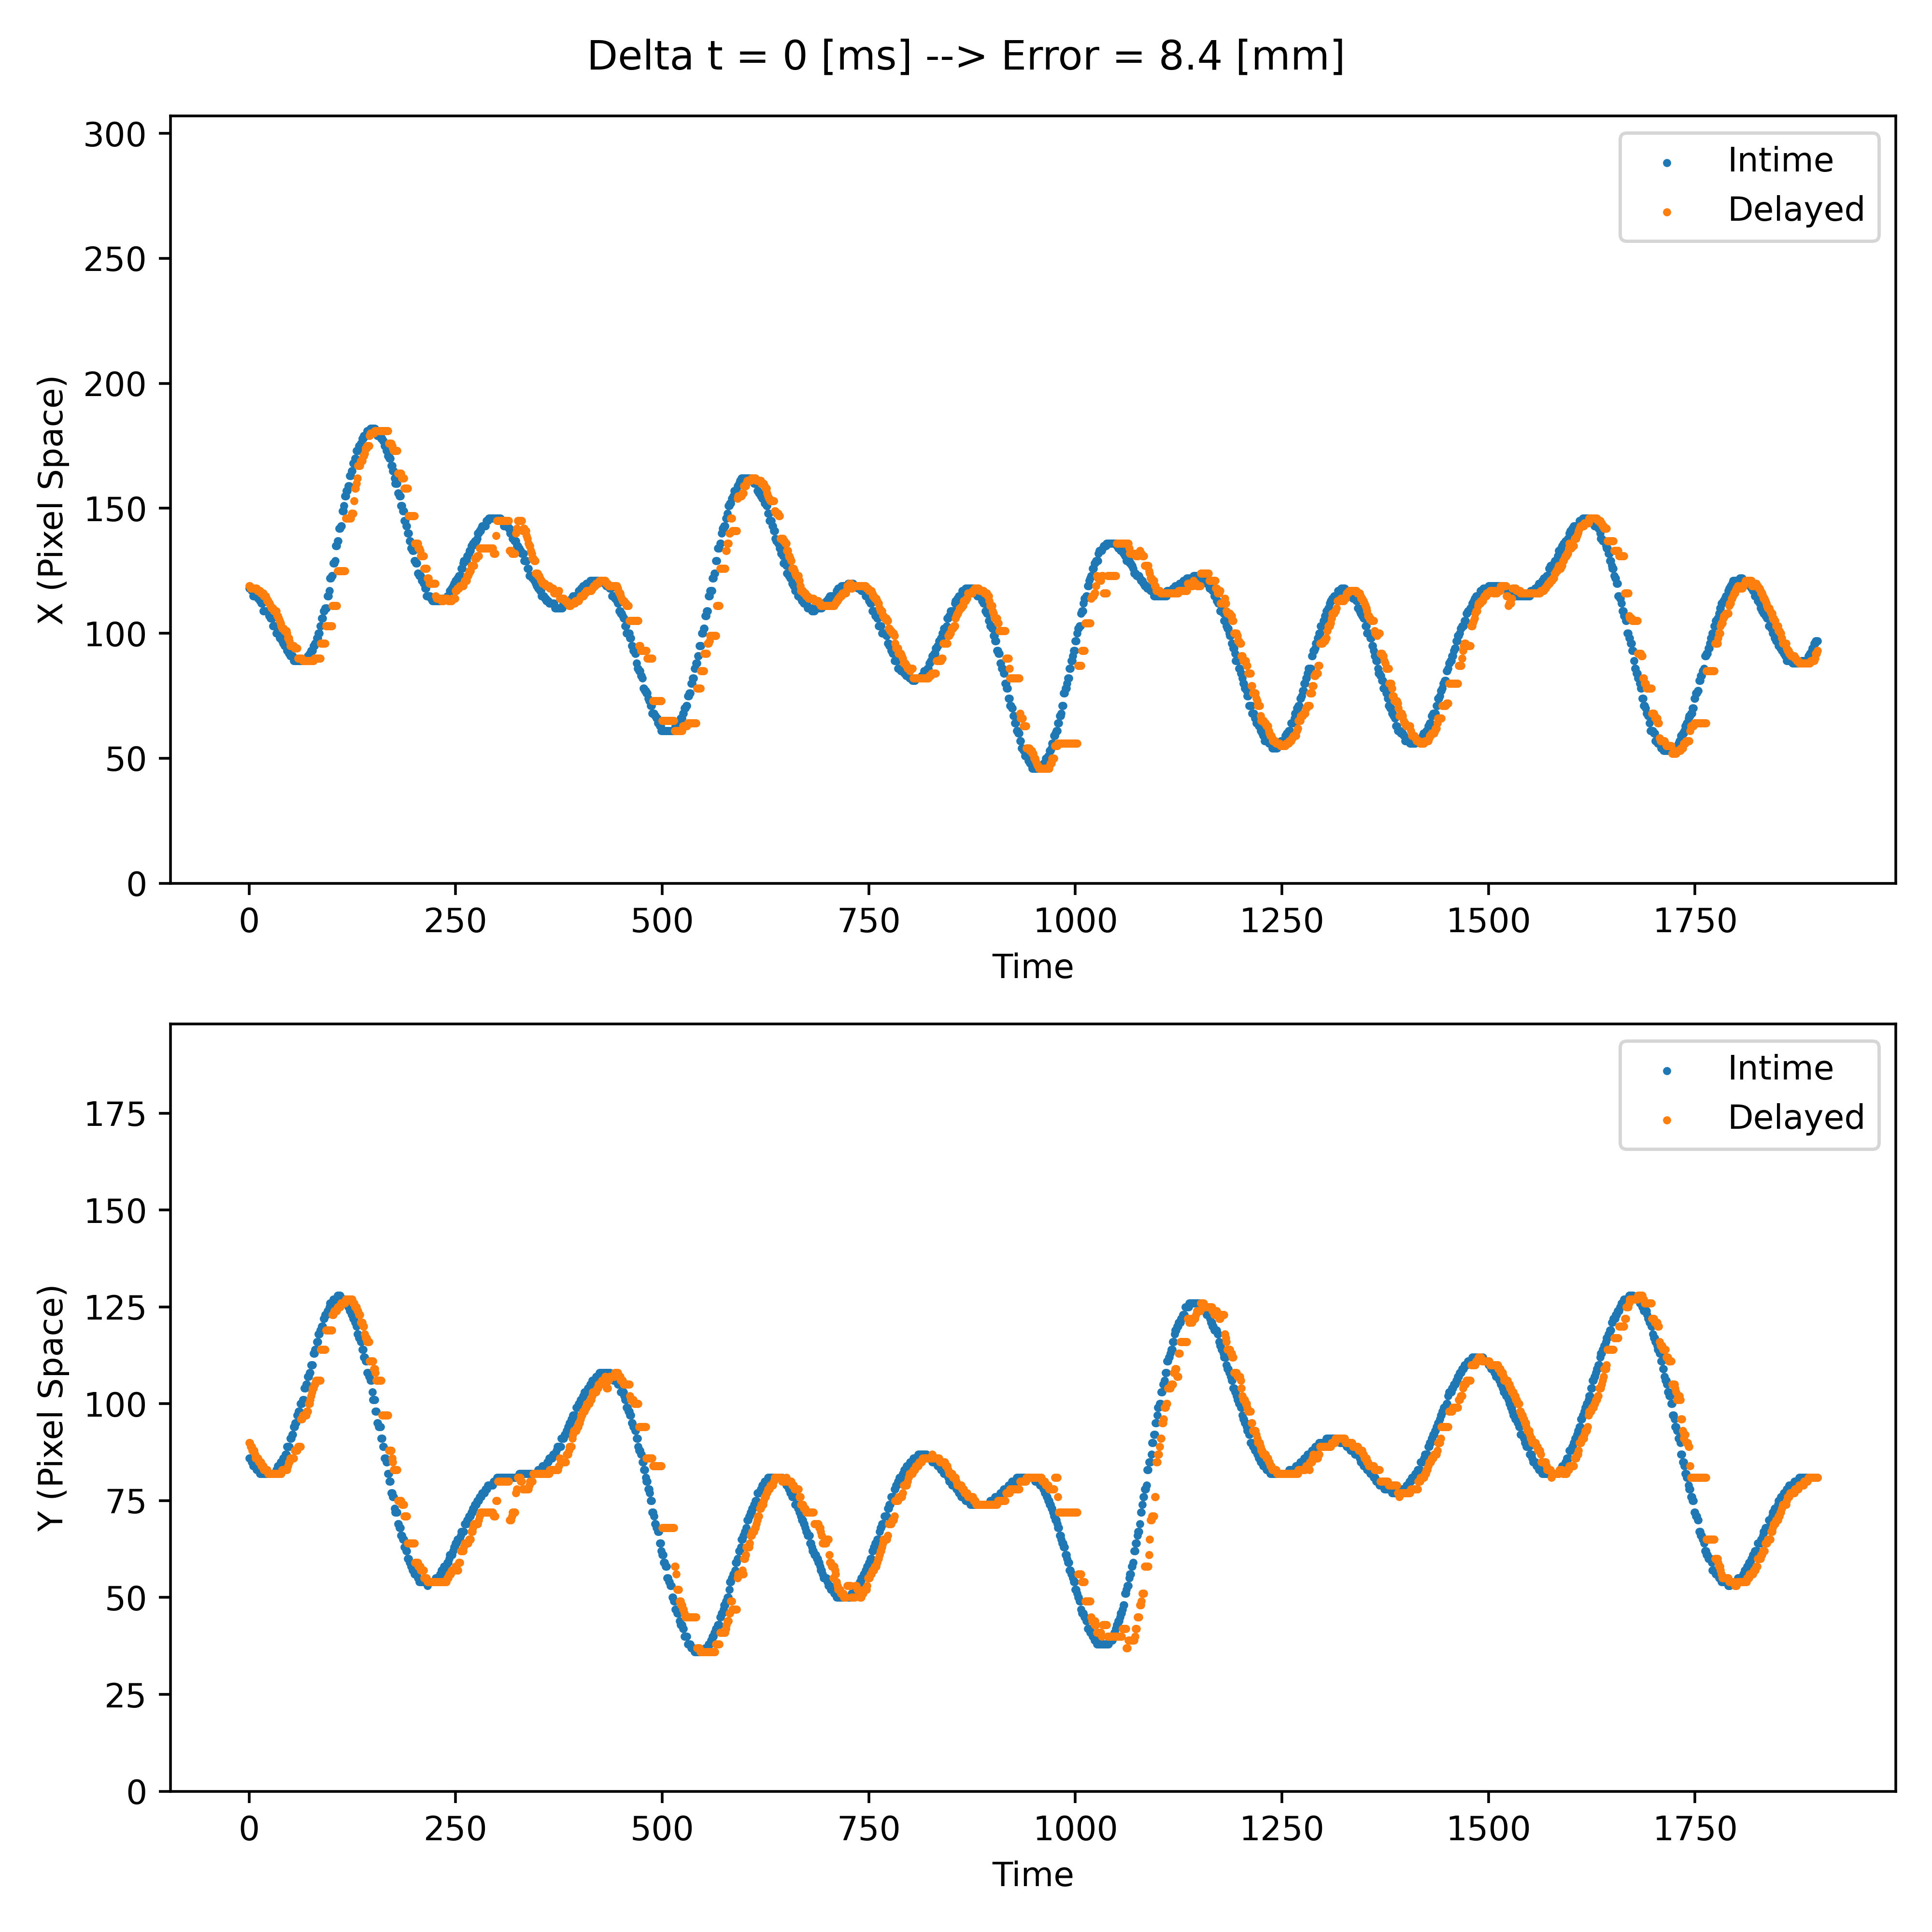 Delta t = 0 [ms] --> Error = 8.4 [mm]
300
250
200
150
100
50
0
X (Pixel Space)
Intime
Delayed
0 250 500 750 1000 1250 1500 1750
Time
175
150
125
100
75
50
25
0
Y (Pixel Space)
Intime
Delayed
0 250 500 750 1000 1250 1500 1750
Time